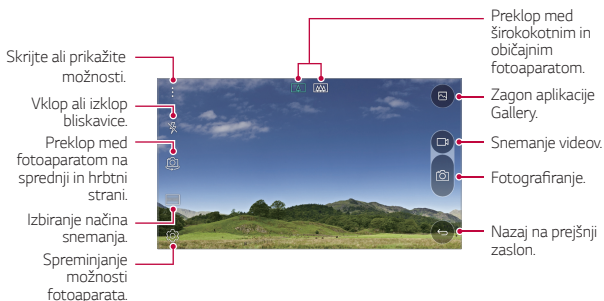 Skrijte ali prikažite
možnosti.
Vklop ali izklop
bliskavice.
Preklop med
fotoaparatom na
sprednji in hrbtni
strani.
Izbiranje načina
snemanja.
Spreminjanje
možnosti
fotoaparata.
Preklop med
širokokotnim in
običajnim
fotoaparatom.
Zagon aplikacije
Gallery.
Snemanje videov.
Fotografiranje.
Nazaj na prejšnji
zaslon.